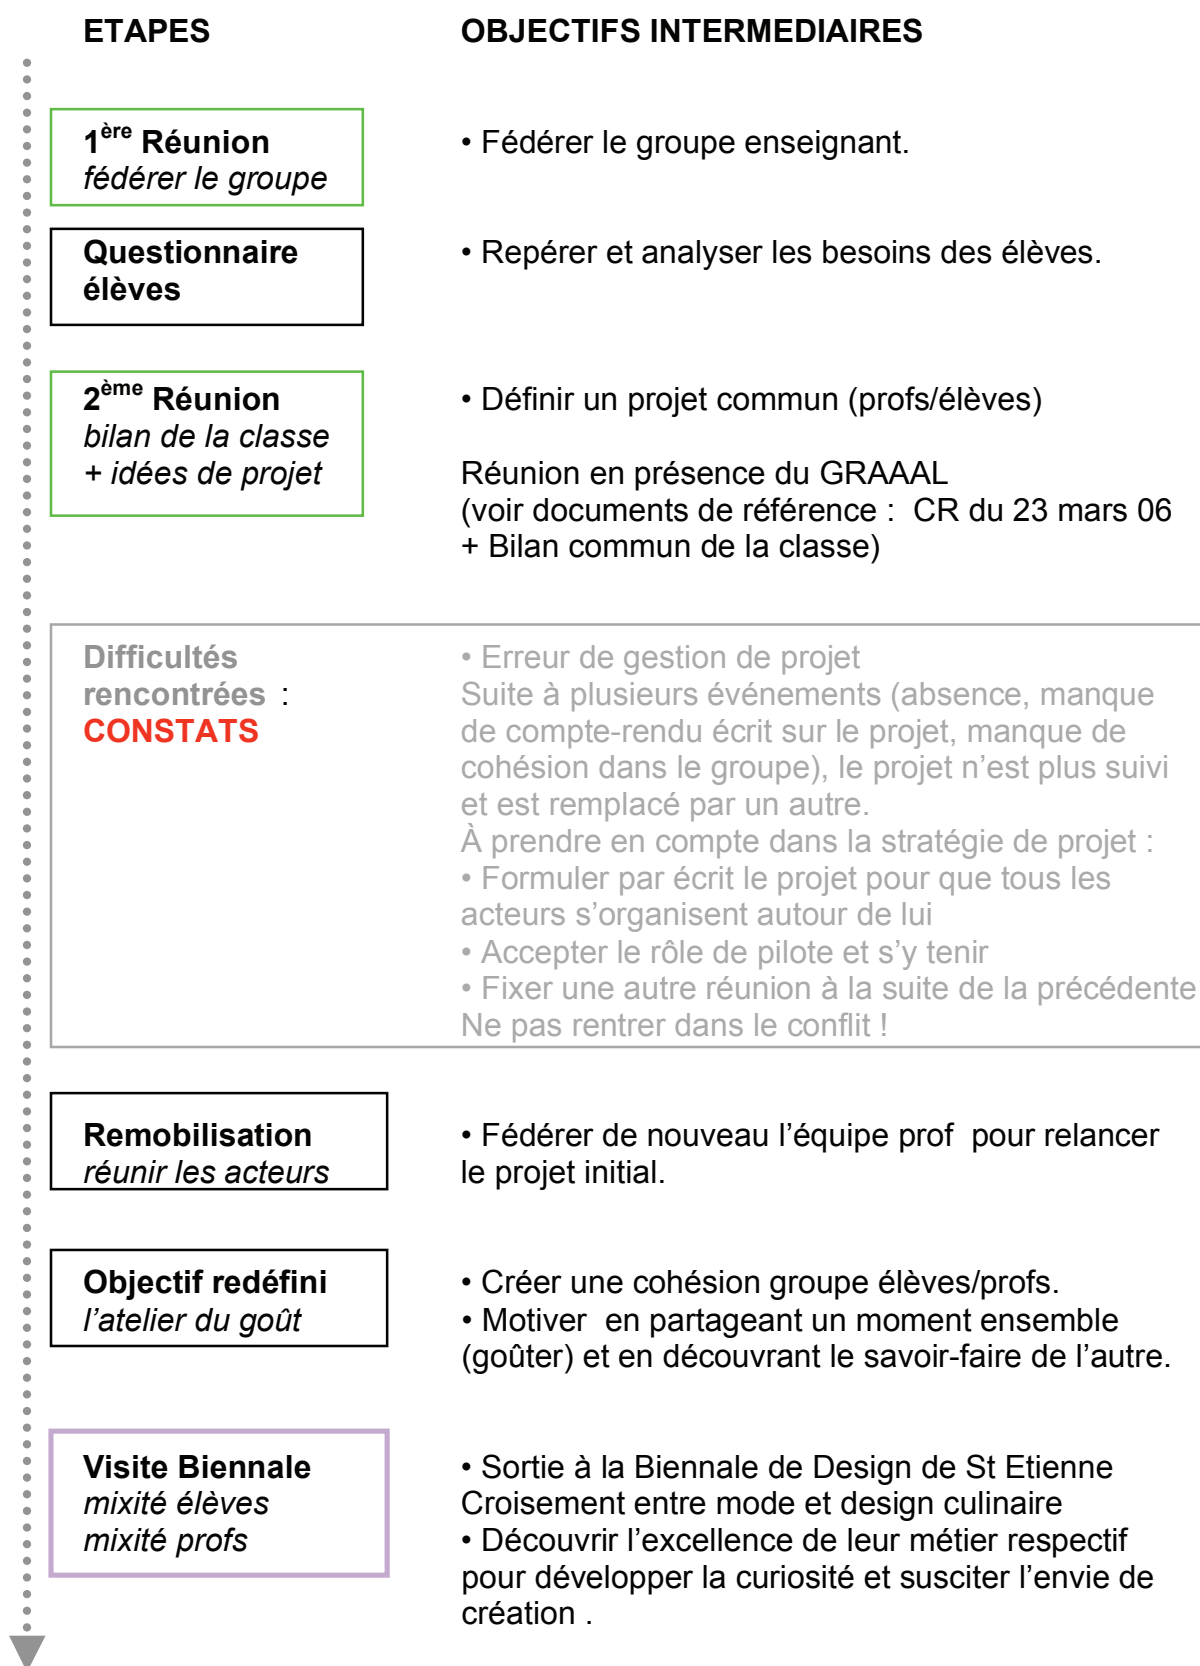 ETAPES OBJECTIFS INTERMEDIAIRES
1ère Réunion
fédérer le groupe
• Fédérer le groupe enseignant.
Questionnaire
élèves
• Repérer et analyser les besoins des élèves.
2ème Réunion
bilan de la classe
+ idées de projet
• Définir un projet commun (profs/élèves)
Réunion en présence du GRAAAL
(voir documents de référence : CR du 23 mars 06
+ Bilan commun de la classe)
Difficultés
rencontrées :
CONSTATS
• Erreur de gestion de projet
Suite à plusieurs événements (absence, manque
de compte-rendu écrit sur le projet, manque de
cohésion dans le groupe), le projet n’est plus suivi
et est remplacé par un autre.
À prendre en compte dans la stratégie de projet :
• Formuler par écrit le projet pour que tous les
acteurs s’organisent autour de lui
• Accepter le rôle de pilote et s’y tenir
• Fixer une autre réunion à la suite de la précédente
Ne pas rentrer dans le conflit !
Remobilisation
réunir les acteurs
• Fédérer de nouveau l’équipe prof pour relancer
le projet initial.
Objectif redéfini
l’atelier du goût
• Créer une cohésion groupe élèves/profs.
• Motiver en partageant un moment ensemble
(goûter) et en découvrant le savoir-faire de l’autre.
Visite Biennale
mixité élèves
mixité profs
• Sortie à la Biennale de Design de St Etienne
Croisement entre mode et design culinaire
• Découvrir l’excellence de leur métier respectif
pour développer la curiosité et susciter l’envie de
création .